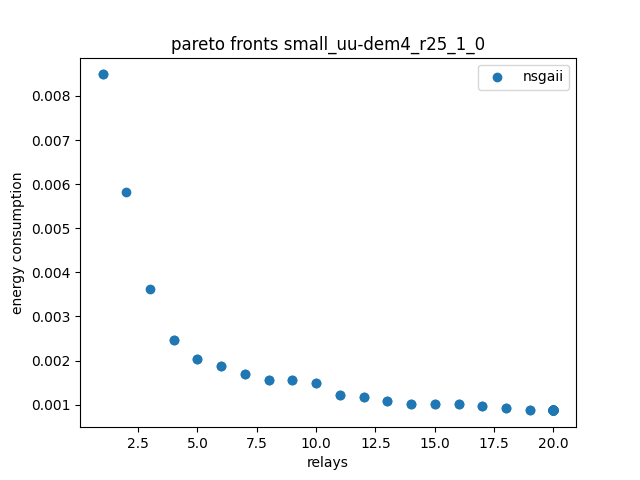 pareto fronts small_uu-dem4_r25_1_0
nsgaii
0.008
0.007
0.006
0.005
0.004
0.003
0.002
0.001
energy consumption
2.5 5.0 7.5 10.0 12.5 15.0 17.5 20.0
relays